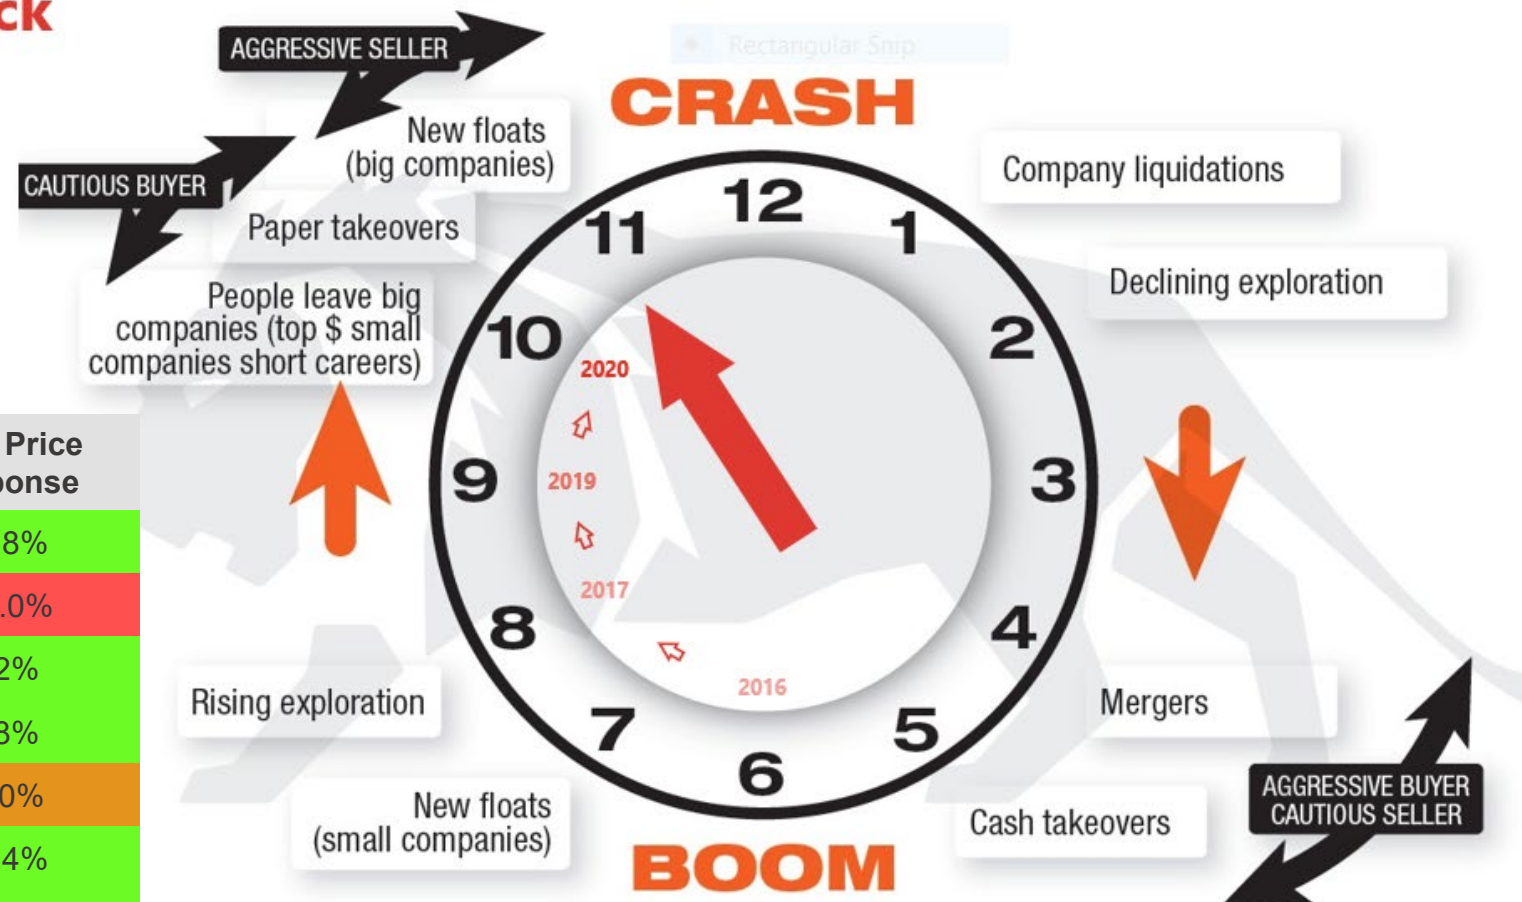 ck
AGGRESSIVE SELLER
Rectangular Snip
CRASH
New floats
(big companies)
CAUTIOUS BUYER
Paper takeovers
People leave big
companies (top $ small
companies short careers)
Company liquidations
Declining exploration
12
1
2
3
4
5
6
7
8
9
10
11
2020
2019
2017
2016
Price
ponse
8%
.0%
2%
8%
0%
4%
Rising exploration
New floats
(small companies)
BOOM
Mergers
Cash takeovers
AGGRESSIVE BUYER
CAUTIOUS SELLER